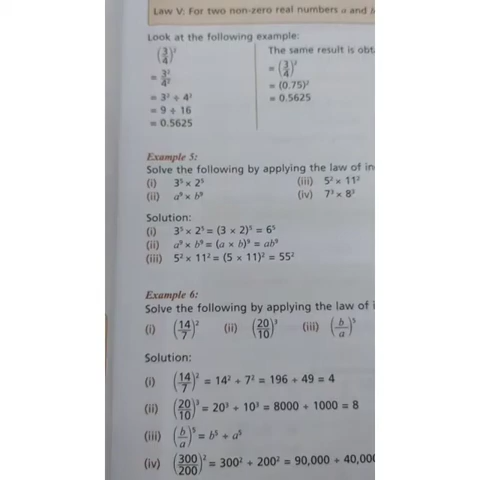 Law V: For two non-zero real numbers a and b
Look at the following example:
(3/4)²
= 3²/4²
= 3² ÷ 4²
= 9 ÷ 16
= 0.5625
The same result is obta
= (3/4)²
= (0.75)²
= 0.5625
Example 5:
Solve the following by applying the law of in
(i) 3⁵ × 2⁵ (iii) 5² × 11²
(ii) a⁹ × b⁹ (iv) 7³ × 8³
Solution:
(i) 3⁵ × 2⁵ = (3 × 2)⁵ = 6⁵
(ii) a⁹ × b⁹ = (a × b)⁹ = ab⁹
(iii) 5² × 11² = (5 × 11)² = 55²
Example 6:
Solve the following by applying the law of i
(i) (14/7)² (ii) (20/10)³ (iii) (b/a)⁵
Solution:
(i) (14/7)² = 14² ÷ 7² = 196 ÷ 49 = 4
(ii) (20/10)³ = 20³ ÷ 10³ = 8000 ÷ 1000 = 8
(iii) (b/a)⁵ = b⁵ ÷ a⁵
(iv) (300/200)² = 300² ÷ 200² = 90,000 ÷ 40,000